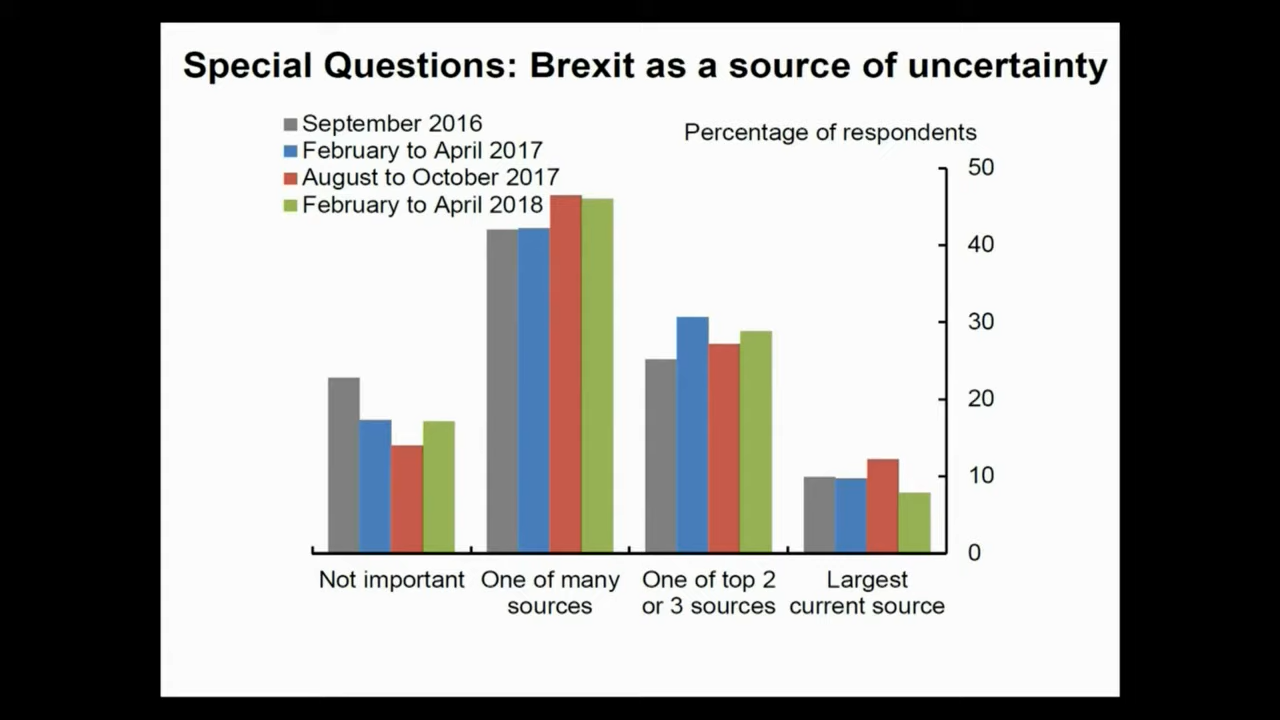 Special Questions: Brexit as a source of uncertainty
September 2016
February to April 2017
August to October 2017
February to April 2018
Percentage of respondents
50
40
30
20
10
0
Not important
One of many
sources
One of top 2
or 3 sources
Largest
current source